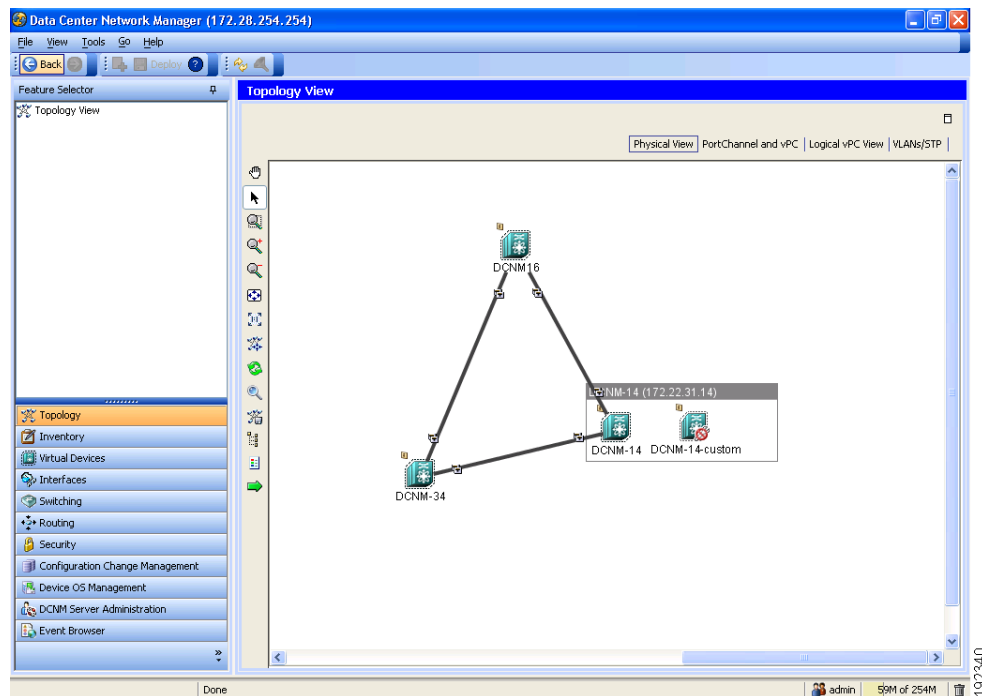 Data Center Network Manager (172.28.254.254)
File View Tools Go Help
Back Deploy ?
Feature Selector
Topology View
Topology View
Physical View PortChannel and vPC Logical vPC View VLANs/STP
DCNM16
DCNM-14 (172.22.31.14)
DCNM-14 DCNM-14-custom
DCNM-34
Topology
Inventory
Virtual Devices
Interfaces
Switching
Routing
Security
Configuration Change Management
Device OS Management
DCNM Server Administration
Event Browser
Done admin 59M of 254M
192340